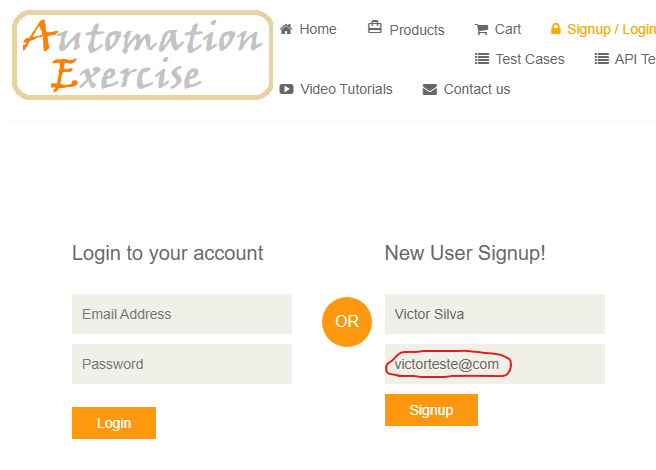 Automation
Exercise
Home Products Cart Signup / Login
Test Cases API Te
Video Tutorials Contact us
Login to your account
Email Address
Password
Login
OR
New User Signup!
Victor Silva
victorteste@com
Signup